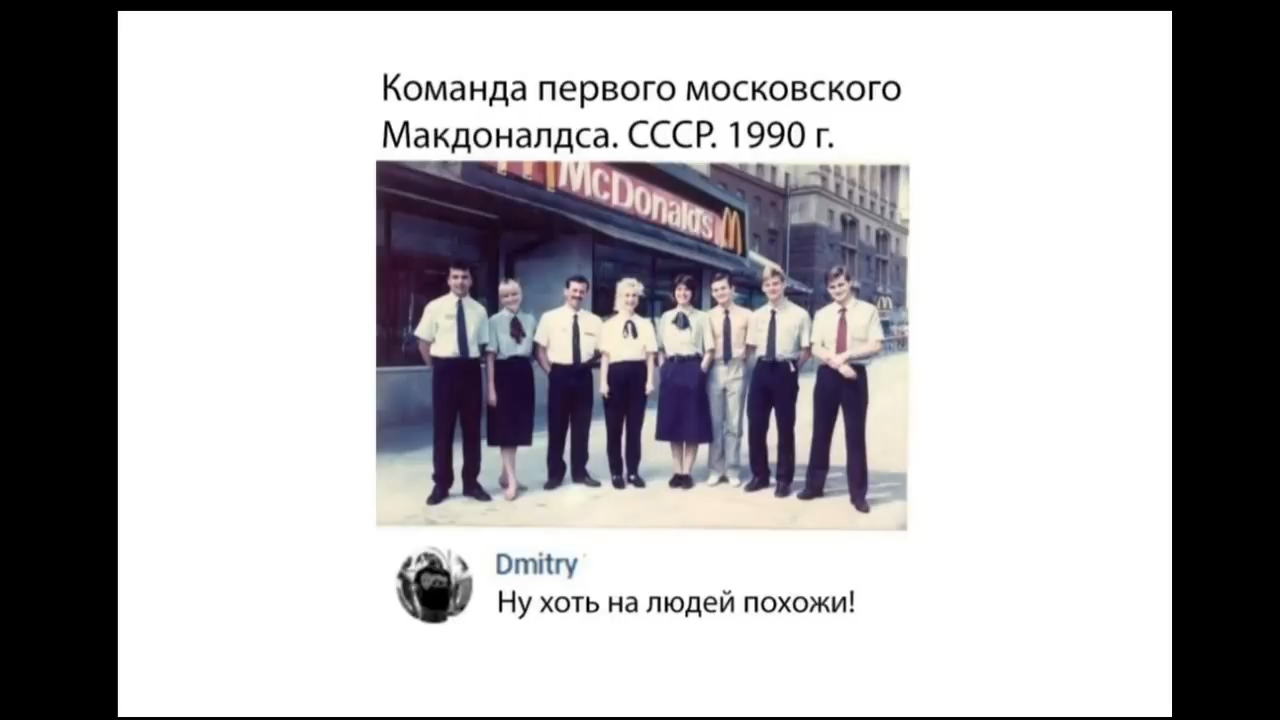 Команда первого московского
Макдоналдса. СССР. 1990 г.
McDonald's
Dmitry
Ну хоть на людей похожи!